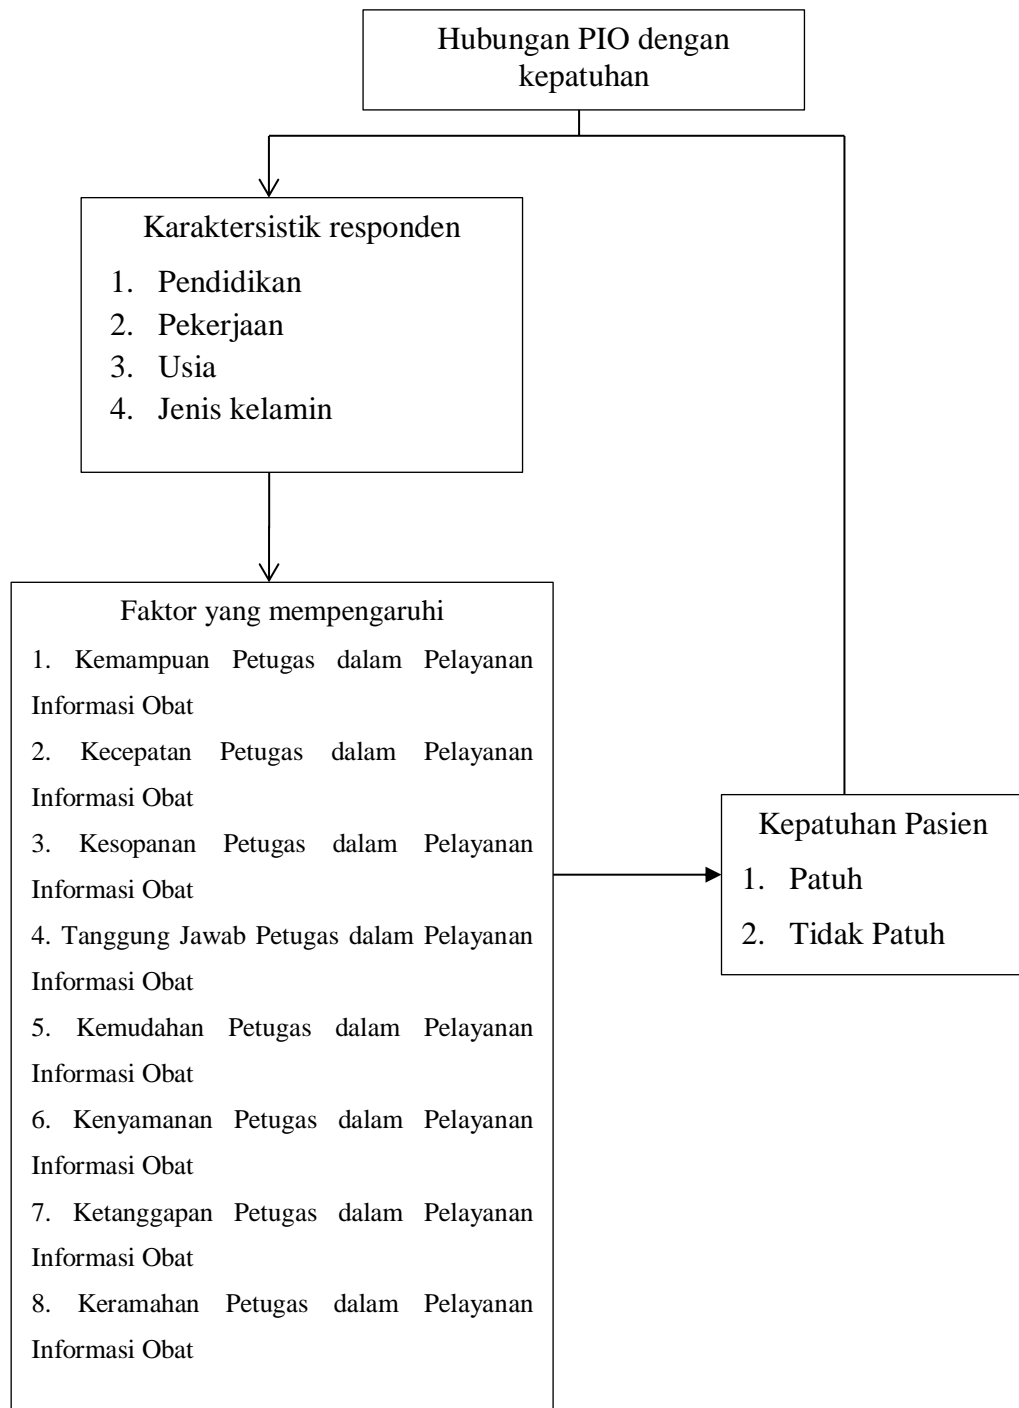 Hubungan PIO dengan
kepatuhan
Karaktersistik responden
1. Pendidikan
2. Pekerjaan
3. Usia
4. Jenis kelamin
Faktor yang mempengaruhi
1. Kemampuan Petugas dalam Pelayanan
Informasi Obat
2. Kecepatan Petugas dalam Pelayanan
Informasi Obat
3. Kesopanan Petugas dalam Pelayanan
Informasi Obat
4. Tanggung Jawab Petugas dalam Pelayanan
Informasi Obat
5. Kemudahan Petugas dalam Pelayanan
Informasi Obat
6. Kenyamanan Petugas dalam Pelayanan
Informasi Obat
7. Ketanggapan Petugas dalam Pelayanan
Informasi Obat
8. Keramahan Petugas dalam Pelayanan
Informasi Obat
Kepatuhan Pasien
1. Patuh
2. Tidak Patuh